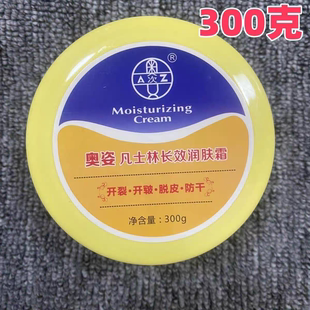 300克
A Z
®
Moisturizing
Cream
奥姿 凡士林长效润肤霜
开裂·开皲·脱皮·防干
净含量：300g